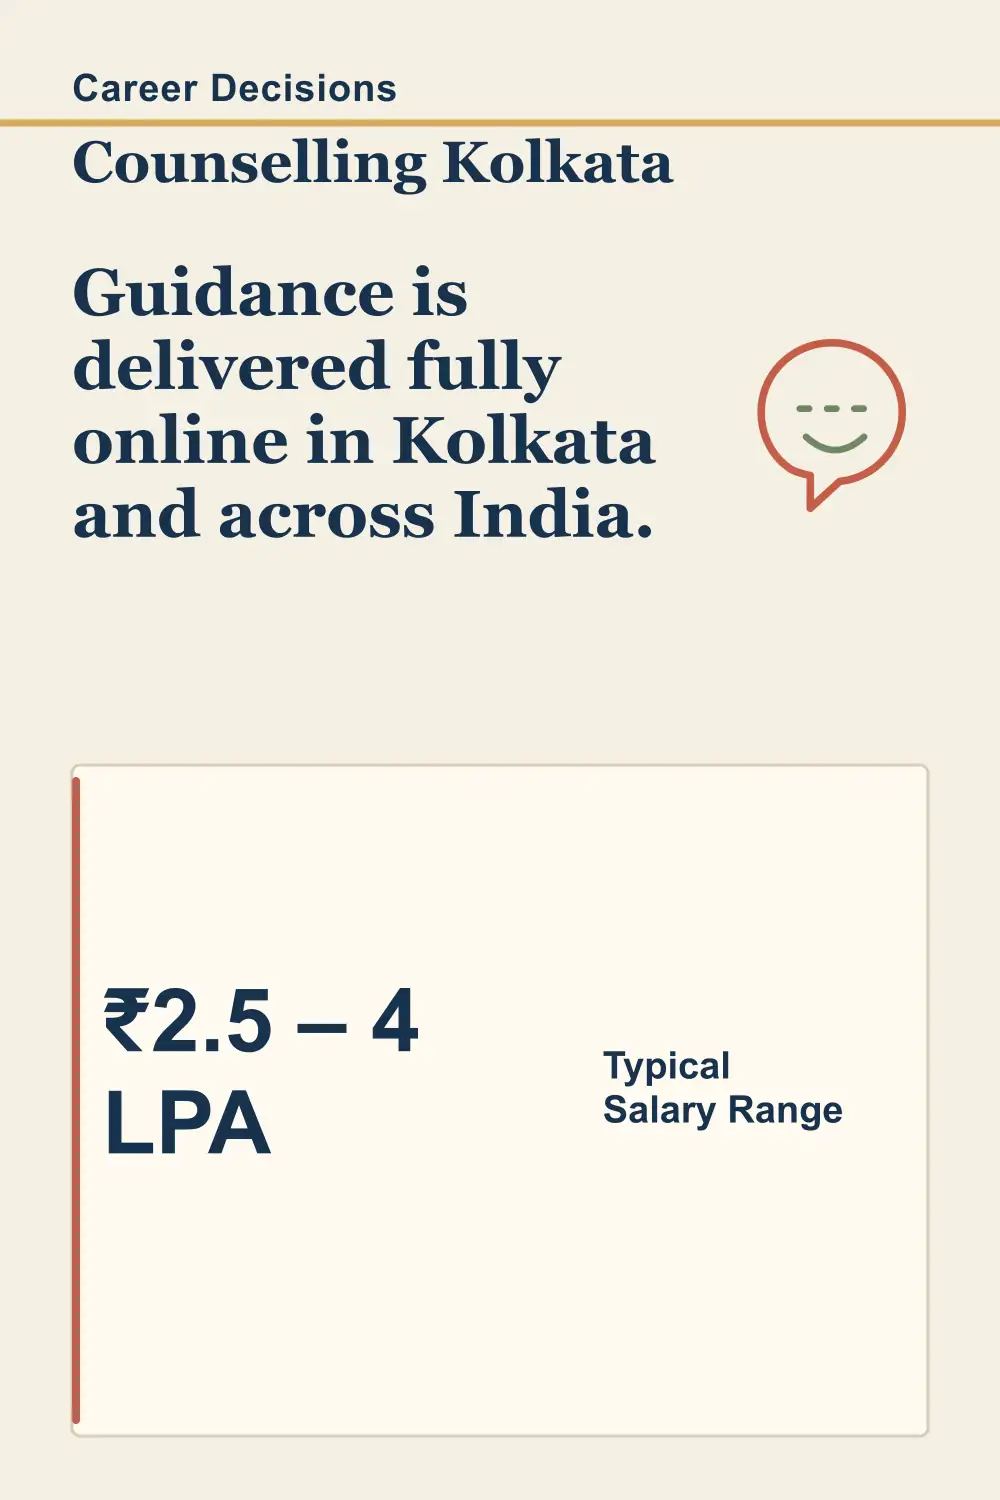 Career Decisions
Counselling Kolkata
Guidance is
delivered fully
online in Kolkata
and across India.
₹2.5 – 4
LPA
Typical
Salary Range